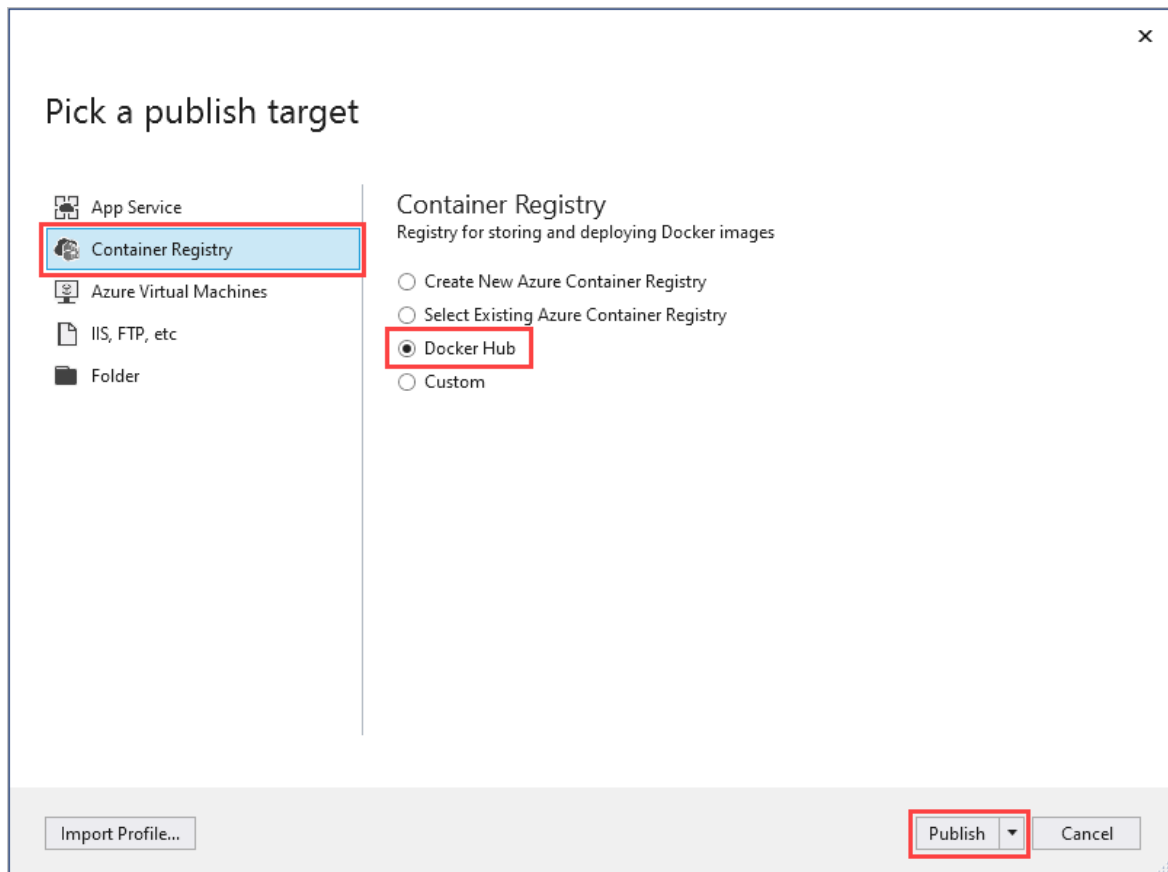 Pick a publish target
App Service
Container Registry
Azure Virtual Machines
IIS, FTP, etc
Folder
Container Registry
Registry for storing and deploying Docker images
Create New Azure Container Registry
Select Existing Azure Container Registry
Docker Hub
Custom
Import Profile...
Publish
Cancel